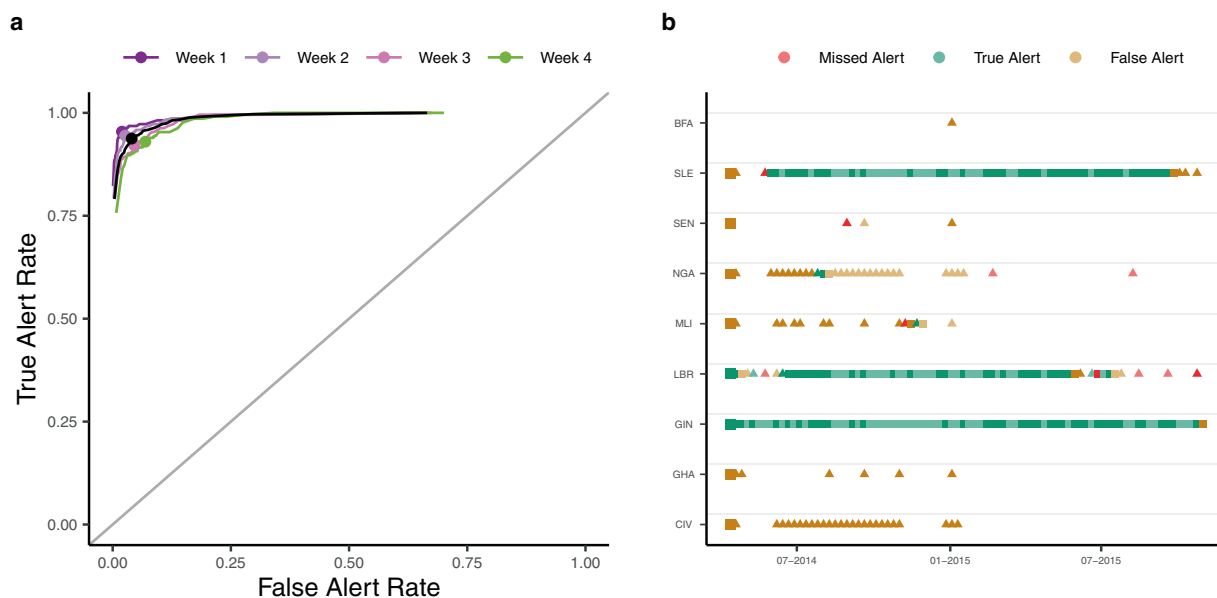 a
Week 1
Week 2
Week 3
Week 4
True Alert Rate
1.00
0.75
0.50
0.25
0.00
0.00
0.25
0.50
0.75
1.00
False Alert Rate
b
Missed Alert
True Alert
False Alert
BFA
SLE
SEN
NGA
MLI
LBR
GIN
GHA
CIV
07–2014
01–2015
07–2015